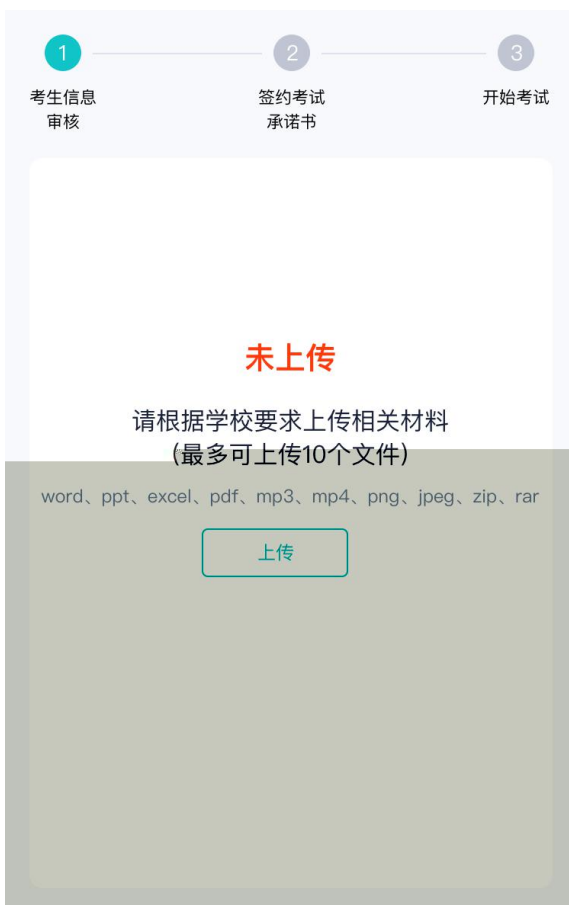 1
2
3
考生信息
审核
签约考试
承诺书
开始考试
未上传
请根据学校要求上传相关材料
（最多可上传10个文件）
word、ppt、excel、pdf、mp3、mp4、png、jpeg、zip、rar
上传